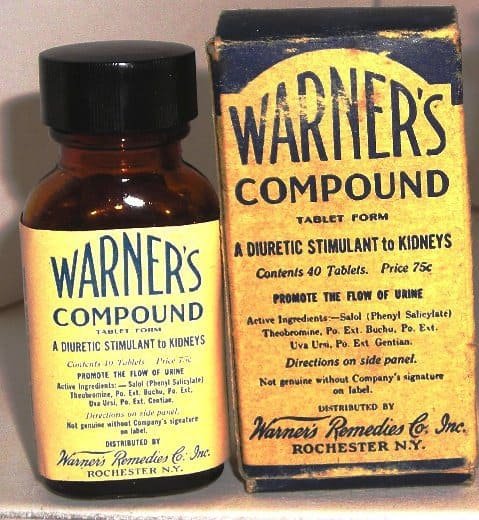 WARNER'S
COMPOUND
TABLET FORM
A DIURETIC STIMULANT to KIDNEYS
Contents 40 Tablets Price 75c
PROMOTE THE FLOW OF URINE
Active Ingredients: — Salol (Phenyl Salicylate)
Theobromine, Po. Ext. Buchu, Po. Ext.
Uva Ursi, Po. Ext. Gentian.
Directions on side panel.
Not genuine without Company's signature
on label.
DISTRIBUTED BY
Warner's Remedies Co. Inc.
ROCHESTER N.Y.
WARNER'S
COMPOUND
TABLET FORM
A DIURETIC STIMULANT to KIDNEYS
Contents 40 Tablets. Price 75c
PROMOTE THE FLOW OF URINE
Active Ingredients:—Salol (Phenyl Salicylate)
Theobromine, Po. Ext. Buchu, Po. Ext.
Uva Ursi, Po. Ext. Gentian.
Directions on side panel.
Not genuine without Company's signature
on label.
DISTRIBUTED BY
Warner's Remedies Co. Inc.
ROCHESTER N.Y.